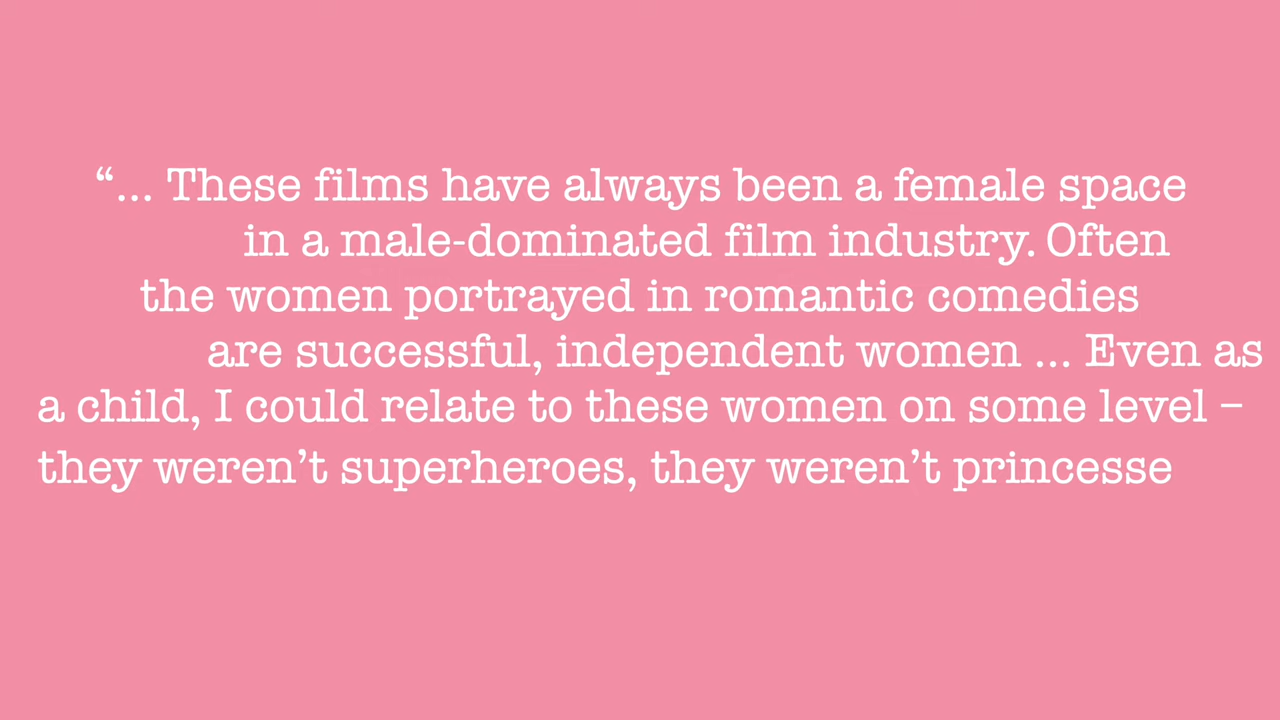 “... These films have always been a female space
in a male-dominated film industry. Often
the women portrayed in romantic comedies
are successful, independent women ... Even as
a child, I could relate to these women on some level –
they weren’t superheroes, they weren’t princesse